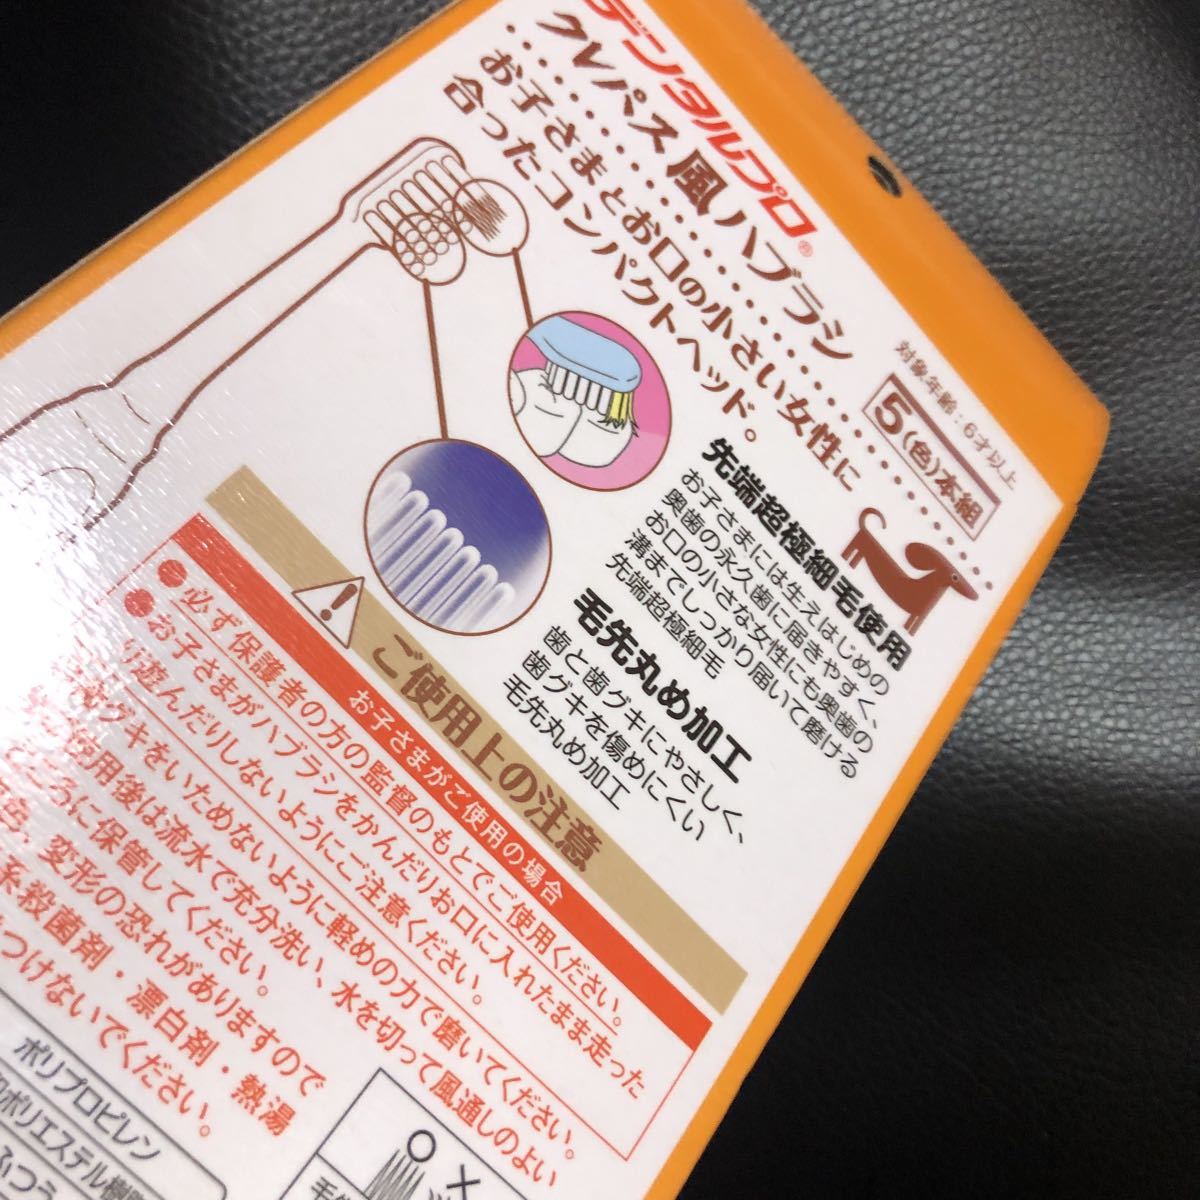 デンタルプロ®
クレパス風ハブラシ
お子さまとお口の小さい女性に
合ったコンパクトヘッド。
対象年齢：6才以上
5(色)本組
先端超極細毛使用
お子さまには生えはじめの
奥歯の永久歯に届きやすく、
お口の小さな女性にも奥歯の
溝までしっかり届いて磨ける
先端超極細毛
毛先丸め加工
歯と歯グキにやさしく、
歯グキを傷めにくい
毛先丸め加工
ご使用上の注意
お子さまがご使用の場合
必ず保護者の方の監督のもとでご使用ください。
お子さまがハブラシをかんだりお口に入れたまま走った
り遊んだりしないようにご注意ください。
グキをいためないように軽めの力で磨いてください。
使用後は流水で充分洗い、水を切って風通しのよい
ころに保管してください。
変形の恐れがありますので
系殺菌剤・漂白剤・熱湯
つけないでください。
ポリプロピレン
ポリエステル樹
ふつう
○ ×